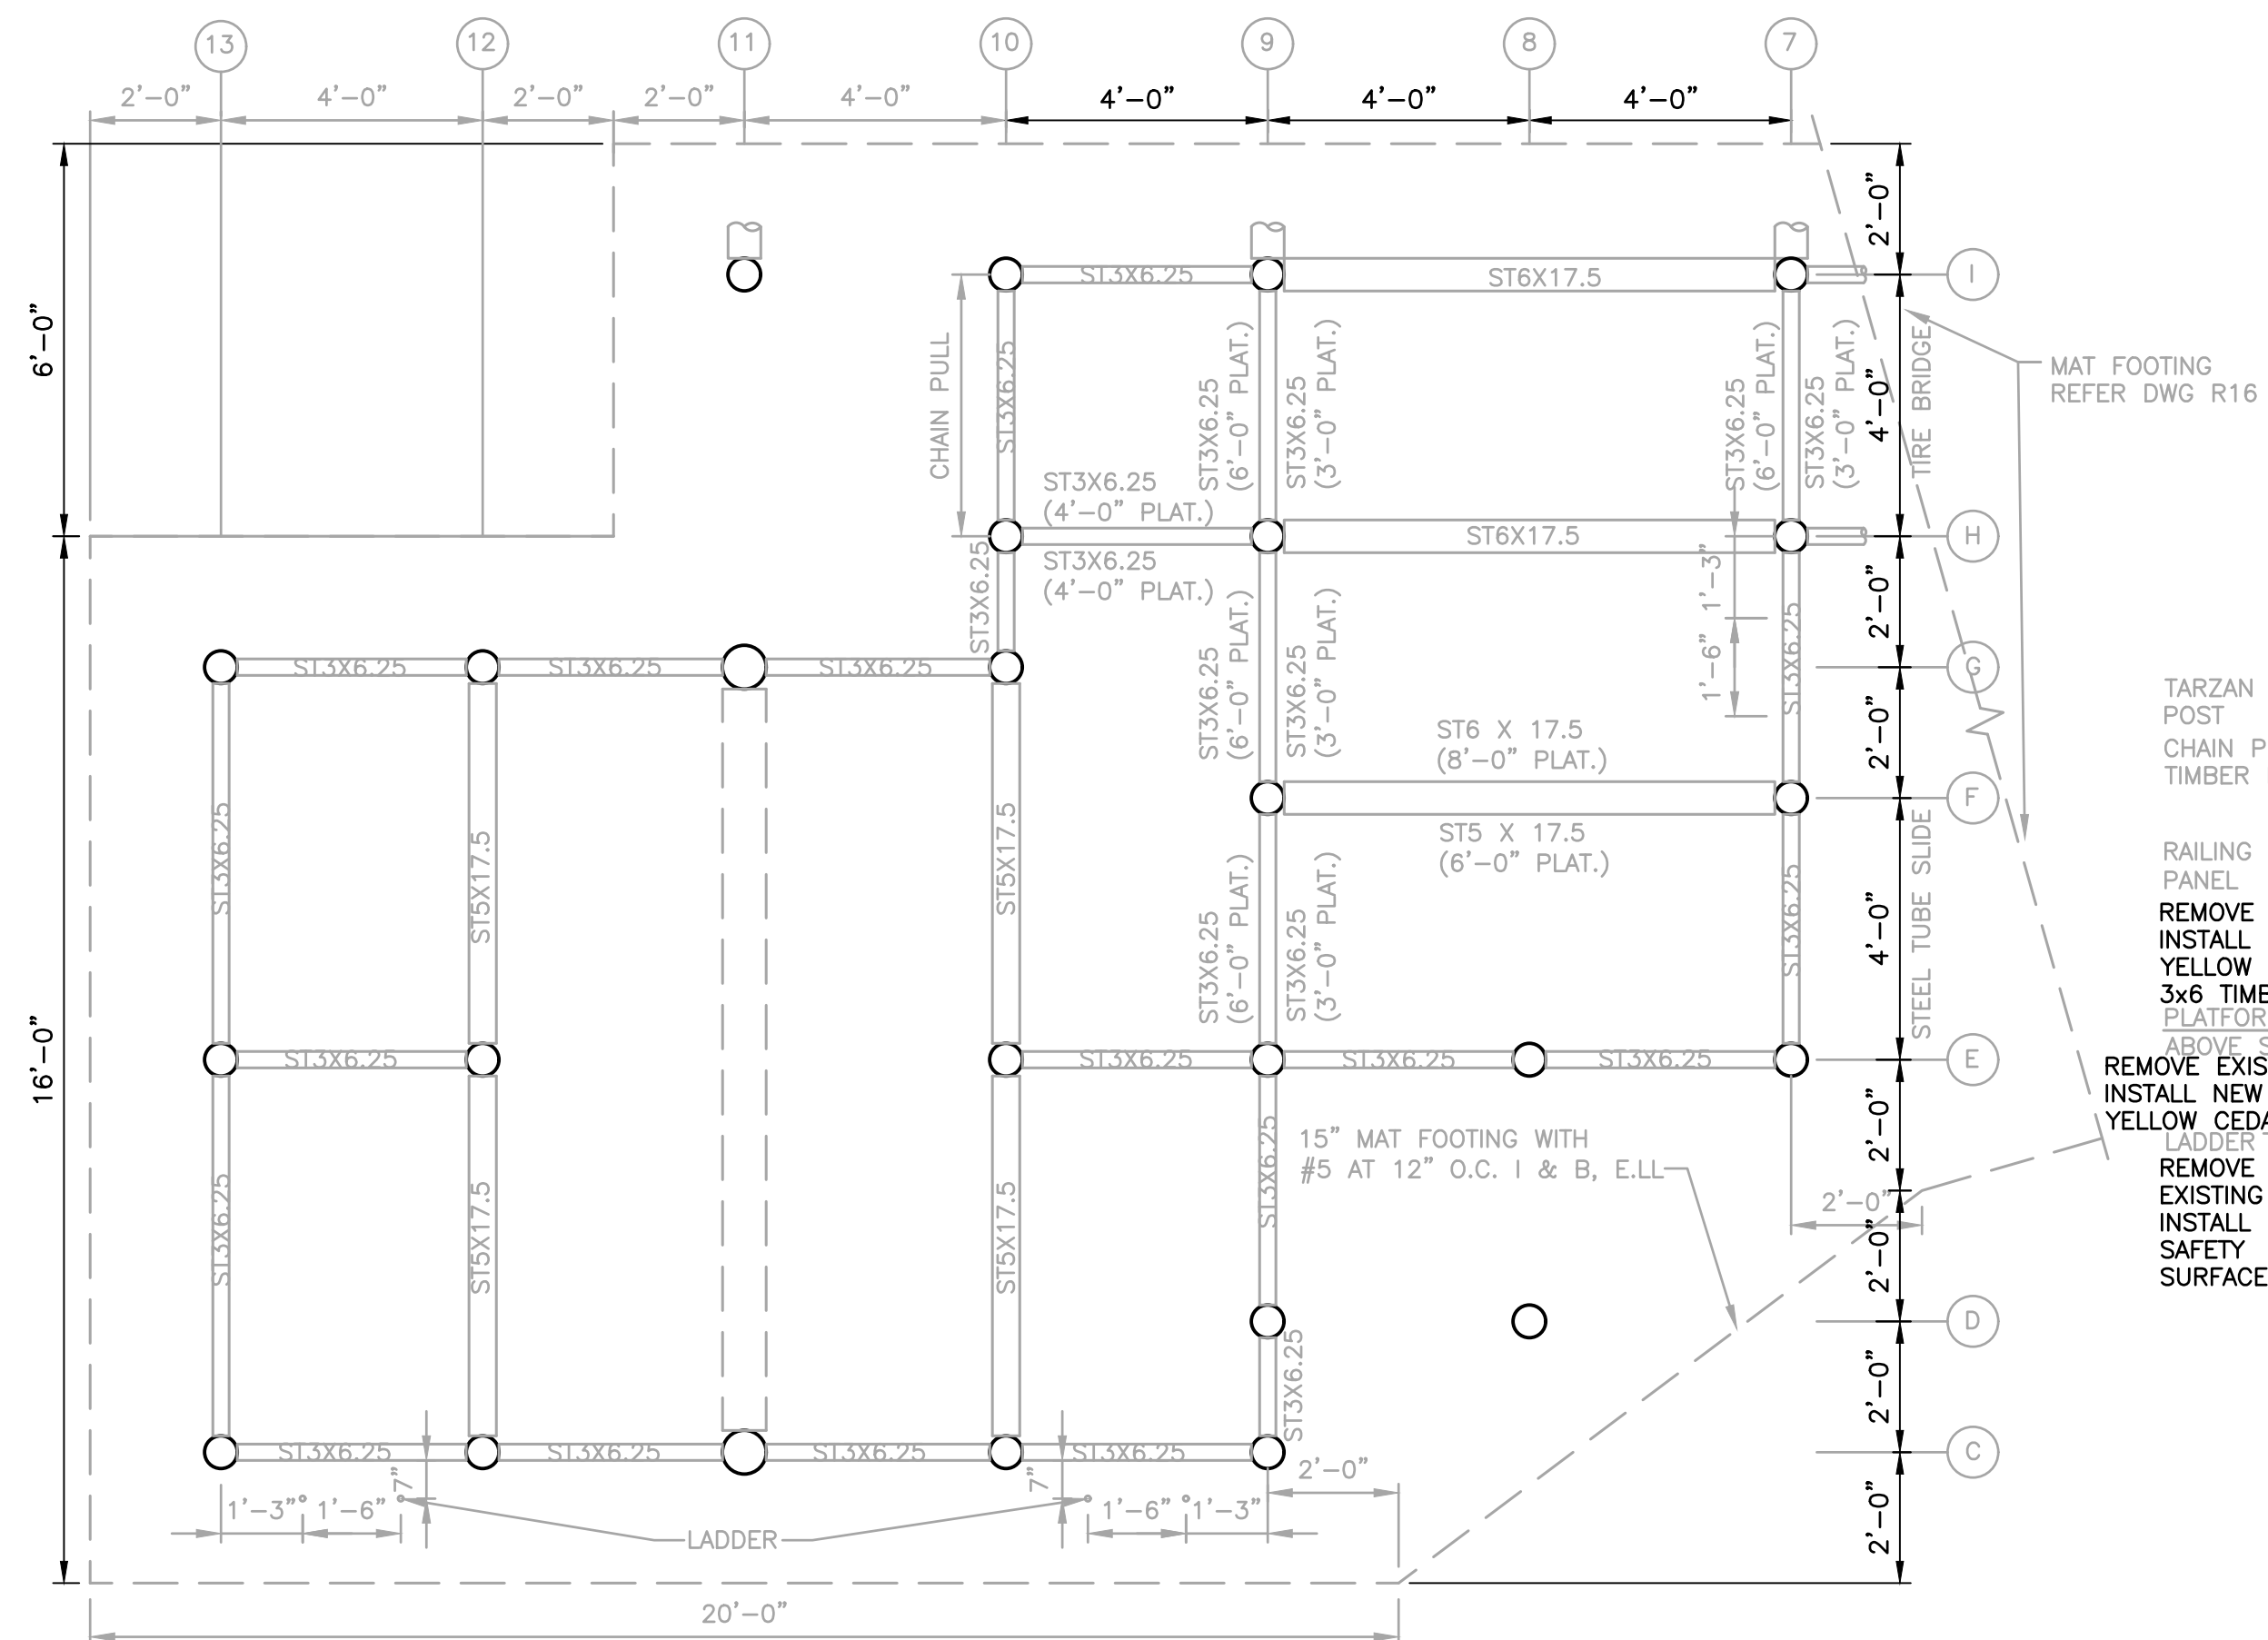 13
12
11
10
9
8
7
2'-0"
4'-0"
2'-0"
2'-0"
4'-0"
4'-0"
4'-0"
4'-0"
2'-0"
I
ST3X6.25
ST6X17.5
6'-0"
CHAIN PULL
ST3X6.25
ST3X6.25
(6'-0" PLAT.)
ST3X6.25
(3'-0" PLAT.)
ST3X6.25
(6'-0" PLAT.)
ST3X6.25
(3'-0" PLAT.)
4'-0"
TIRE BRIDGE
MAT FOOTING
REFER DWG R16
ST3X6.25
(4'-0" PLAT.)
ST6X17.5
H
ST3X6.25
(4'-0" PLAT.)
ST3X6.25
1'-3"
1'-6"
2'-0"
ST3X6.25
ST3X6.25
ST3X6.25
ST3X6.25
ST3X6.25
(6'-0" PLAT.)
ST3X6.25
(3'-0" PLAT.)
G
TARZAN
POST
ST6 X 17.5
(8'-0" PLAT.)
2'-0"
CHAIN P
TIMBER
F
ST5 X 17.5
(6'-0" PLAT.)
ST3X6.25
ST5X17.5
ST5X17.5
ST3X6.25
(6'-0" PLAT.)
ST3X6.25
(3'-0" PLAT.)
ST3X6.25
4'-0"
STEEL TUBE SLIDE
RAILING
PANEL
REMOVE
INSTALL
YELLOW
3x6 TIMB
PLATFOR
ABOVE S
16'-0"
ST3X6.25
ST3X6.25
ST3X6.25
ST3X6.25
E
REMOVE EXIS
INSTALL NEW
YELLOW CEDA
LADDER
15" MAT FOOTING WITH
#5 AT 12" O.C. I & B, E.LL
ST3X6.25
2'-0"
REMOVE
EXISTING
INSTALL
SAFETY
SURFACE
2'-0"
2'-0"
ST3X6.25
ST5X17.5
ST5X17.5
D
ST3X6.25
2'-0"
ST3X6.25
ST3X6.25
ST3X6.25
ST3X6.25
C
2'-0"
7"
7"
1'-3"
1'-6"
1'-6"
1'-3"
LADDER
2'-0"
20'-0"